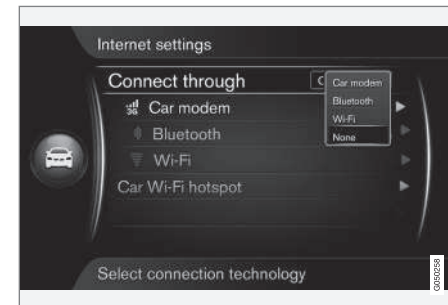 Internet settings
Connect through
C
Car modem
Bluetooth
Wi-Fi
None
3G
Car modem
Bluetooth
Wi-Fi
Car Wi-Fi hotspot
Select connection technology
G050258